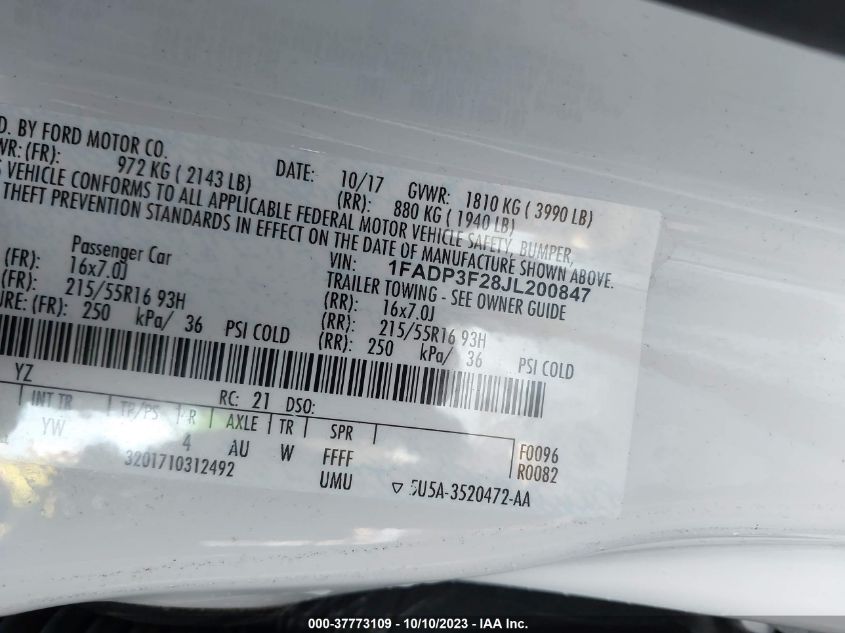 D. BY FORD MOTOR CO.
DATE: 10/17 GVWR: 1810 KG ( 3990 LB)
WR: (FR): 972 KG ( 2143 LB) (RR): 880 KG ( 1940 LB)
VEHICLE CONFORMS TO ALL APPLICABLE FEDERAL MOTOR VEHICLE SAFETY, BUMPER,
THEFT PREVENTION STANDARDS IN EFFECT ON THE DATE OF MANUFACTURE SHOWN ABOVE.
VIN: 1FADP3F28JL200847
Passenger Car TRAILER TOWING - SEE OWNER GUIDE
(FR): 16x7.0J (RR): 16x7.0J
(FR): 215/55R16 93H (RR): 215/55R16 93H
URE: (FR): 250 kPa/ 36 PSI COLD (RR): 250 kPa/ 36 PSI COLD
YZ RC: 21 DSO:
INT TR TR/PS R AXLE TR SPR
YW 4 AU W FFFF F0096
3201710312492 UMU R0082
5U5A-3520472-AA
000-37773109 - 10/10/2023 - IAA Inc.